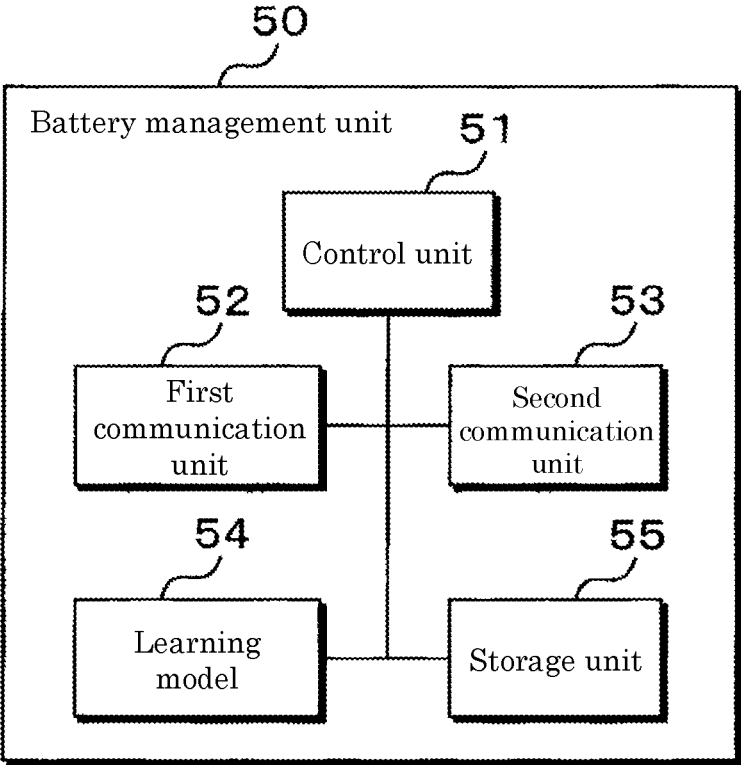 50
Battery management unit
51
Control unit
52
53
First
communication
unit
Second
communication
unit
54
55
Learning
model
Storage unit